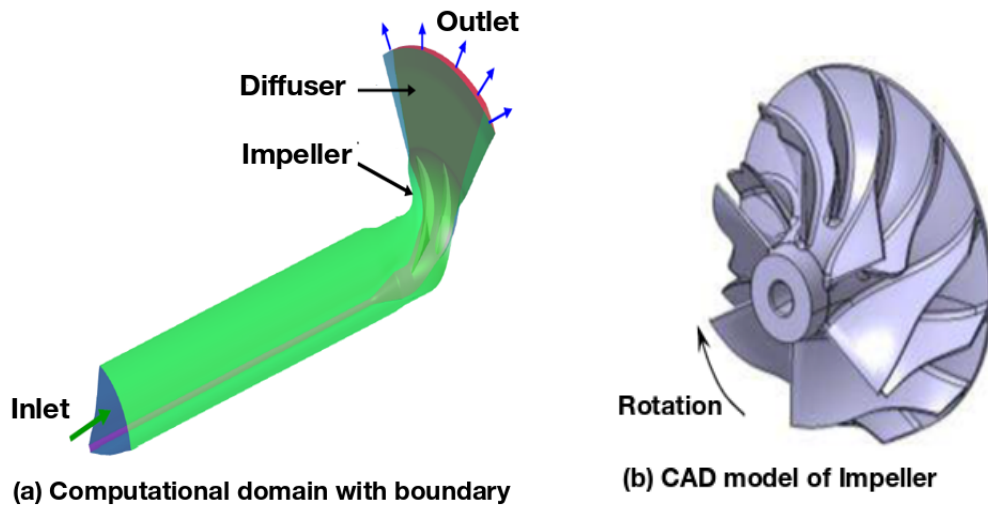 Outlet
Diffuser
Impeller
Inlet
Rotation
(a) Computational domain with boundary
(b) CAD model of Impeller